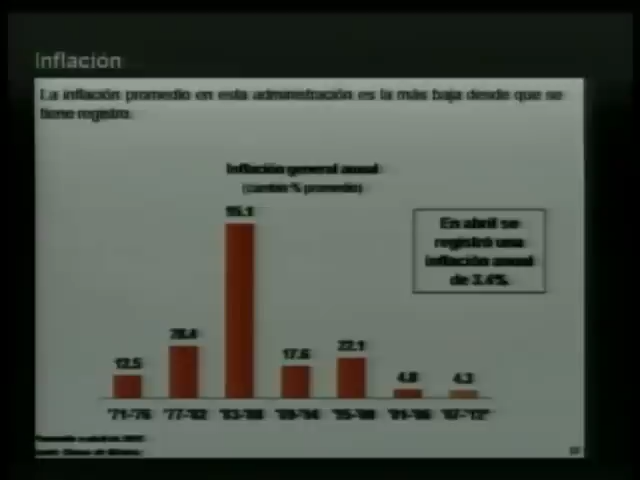 Inflación
La inflación promedio en esta administración es la más baja desde que se
tiene registro.
Inflación general anual
(cambio % promedio)
95.1
En abril se
registró una
inflación anual
de 3.4%.
28.4
22.1
17.6
12.5
4.8
4.3
'71-'76 '77-'82 '83-'88 '89-'94 '95-'00 '01-'06 '07-'12*